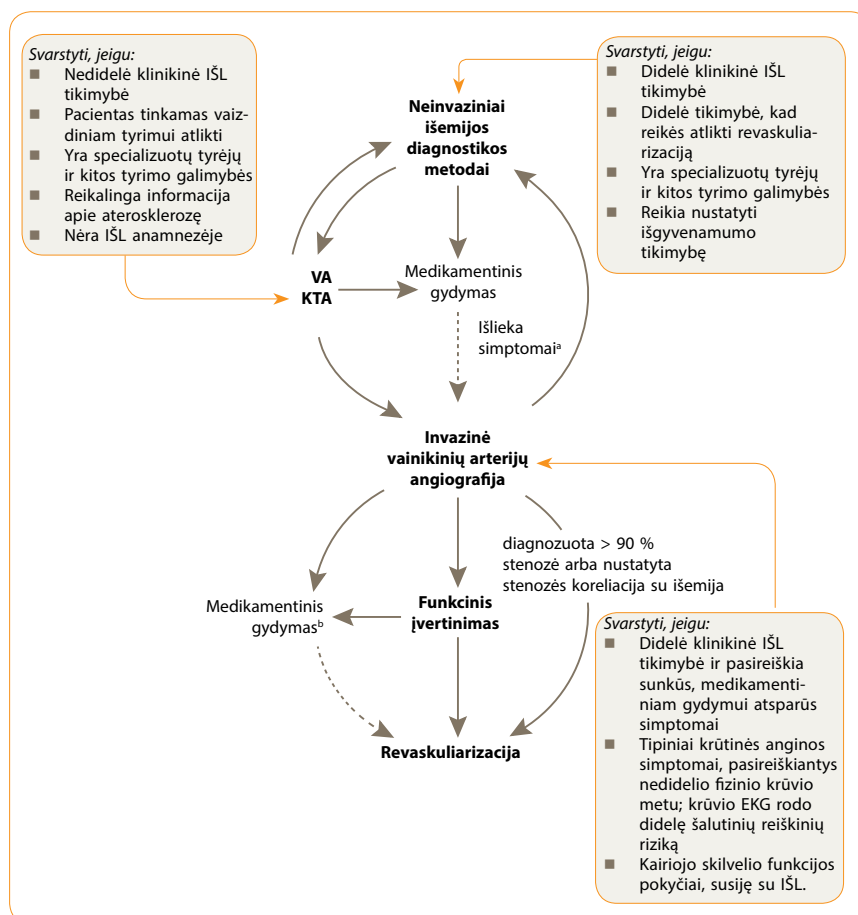 Svarstyti, jeigu:
■ Nedidelė klinikinė IŠL
tikimybė
■ Pacientas tinkamas vaiz-
diniam tyrimui atlikti
■ Yra specializuotų tyrėjų
ir kitos tyrimo galimybės
■ Reikalinga informacija
apie aterosklerozę
■ Nėra IŠL anamnezėje
Svarstyti, jeigu:
■ Didelė klinikinė IŠL
tikimybė
■ Didelė tikimybė, kad
reikės atlikti revaskulia-
rizaciją
■ Yra specializuotų tyrėjų
ir kitos tyrimo galimybės
■ Reikia nustatyti
išgyvenamumo
tikimybę
Neinvaziniai
išemijos
diagnostikos
metodai
VA
KTA
Medikamentinis
gydymas
Išlieka
simptomaiᵃ
Invazinė
vainikinių arterijų
angiografija
diagnozuota > 90 %
stenozė arba nustatyta
stenozės koreliacija su išemija
Medikamentinis
gydymasᵇ
Funkcinis
įvertinimas
Revaskuliarizacija
Svarstyti, jeigu:
■ Didelė klinikinė IŠL
tikimybė ir pasireiškia
sunkūs, medikamenti-
niam gydymui atsparūs
simptomai
■ Tipiniai krūtinės anginos
simptomai, pasireiškiantys
nedidelio fizinio krūvio
metu; krūvio EKG rodo
didelę šalutinių reiškinių
riziką
■ Kairiojo skilvelio funkcijos
pokyčiai, susiję su IŠL.